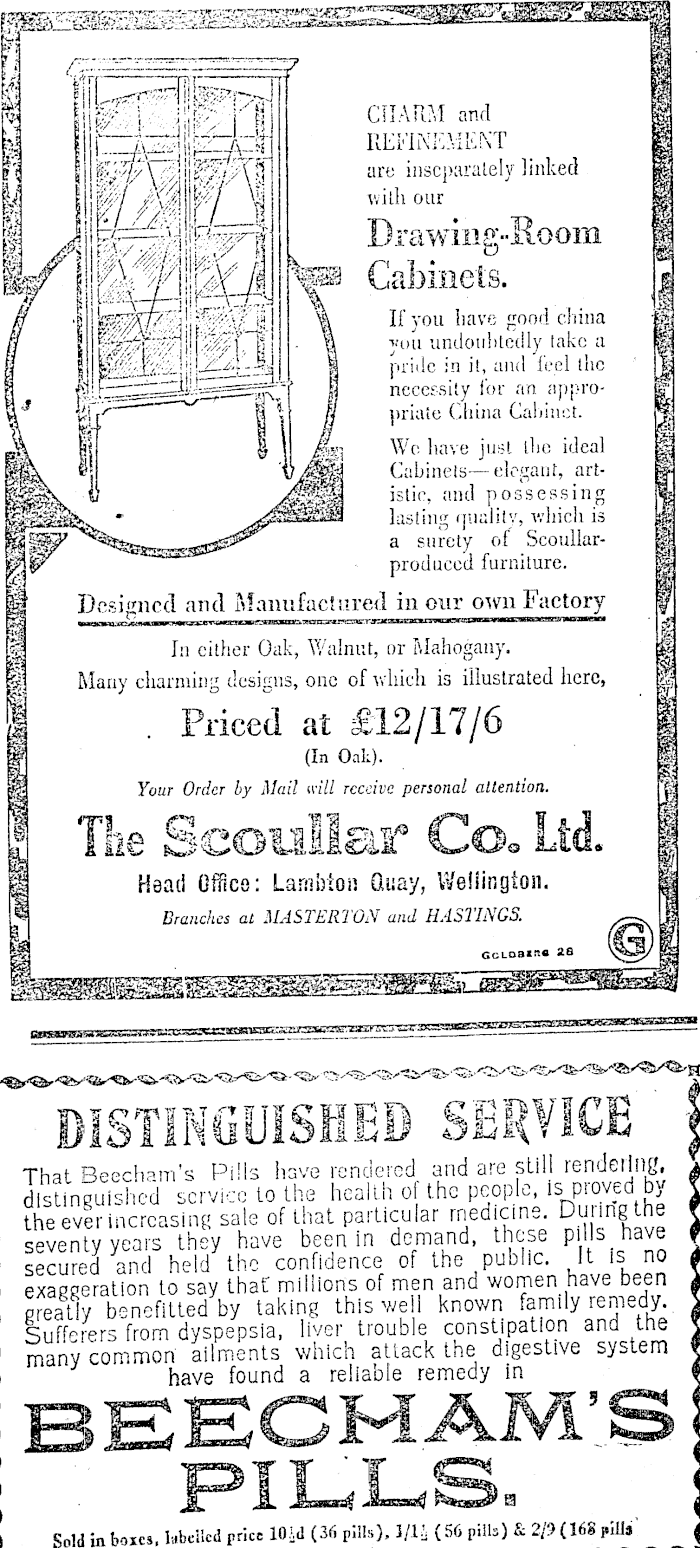 CHARM and
REFINEMENT
are inseparately linked
with our
Drawing-Room
Cabinets.
If you have good china
you undoubtedly take a
pride in it, and feel the
necessity for an appro-
priate China Cabinet.
We have just the ideal
Cabinets—elegant, art-
istic, and possessing
lasting quality, which is
a surety of Scoullar-
produced furniture.
Designed and Manufactured in our own Factory
In either Oak, Walnut, or Mahogany.
Many charming designs, one of which is illustrated here,
Priced at £12/17/6
(In Oak).
Your Order by Mail will receive personal attention.
The Scoullar Co. Ltd.
Head Office: Lambton Quay, Wellington.
Branches at MASTERTON and HASTINGS.
GOLDBERG 28
G
DISTINGUISHED SERVICE
That Beecham's Pills have rendered and are still rendering,
distinguished service to the health of the people, is proved by
the ever increasing sale of that particular medicine. During the
seventy years they have been in demand, these pills have
secured and held the confidence of the public. It is no
exaggeration to say that millions of men and women have been
greatly benefitted by taking this well known family remedy.
Sufferers from dyspepsia, liver trouble constipation and the
many common ailments which attack the digestive system
have found a reliable remedy in
BEECHAM'S
PILLS.
Sold in boxes, labelled price 10½d (36 pills), 1/1½ (56 pills) & 2/9 (168 pills